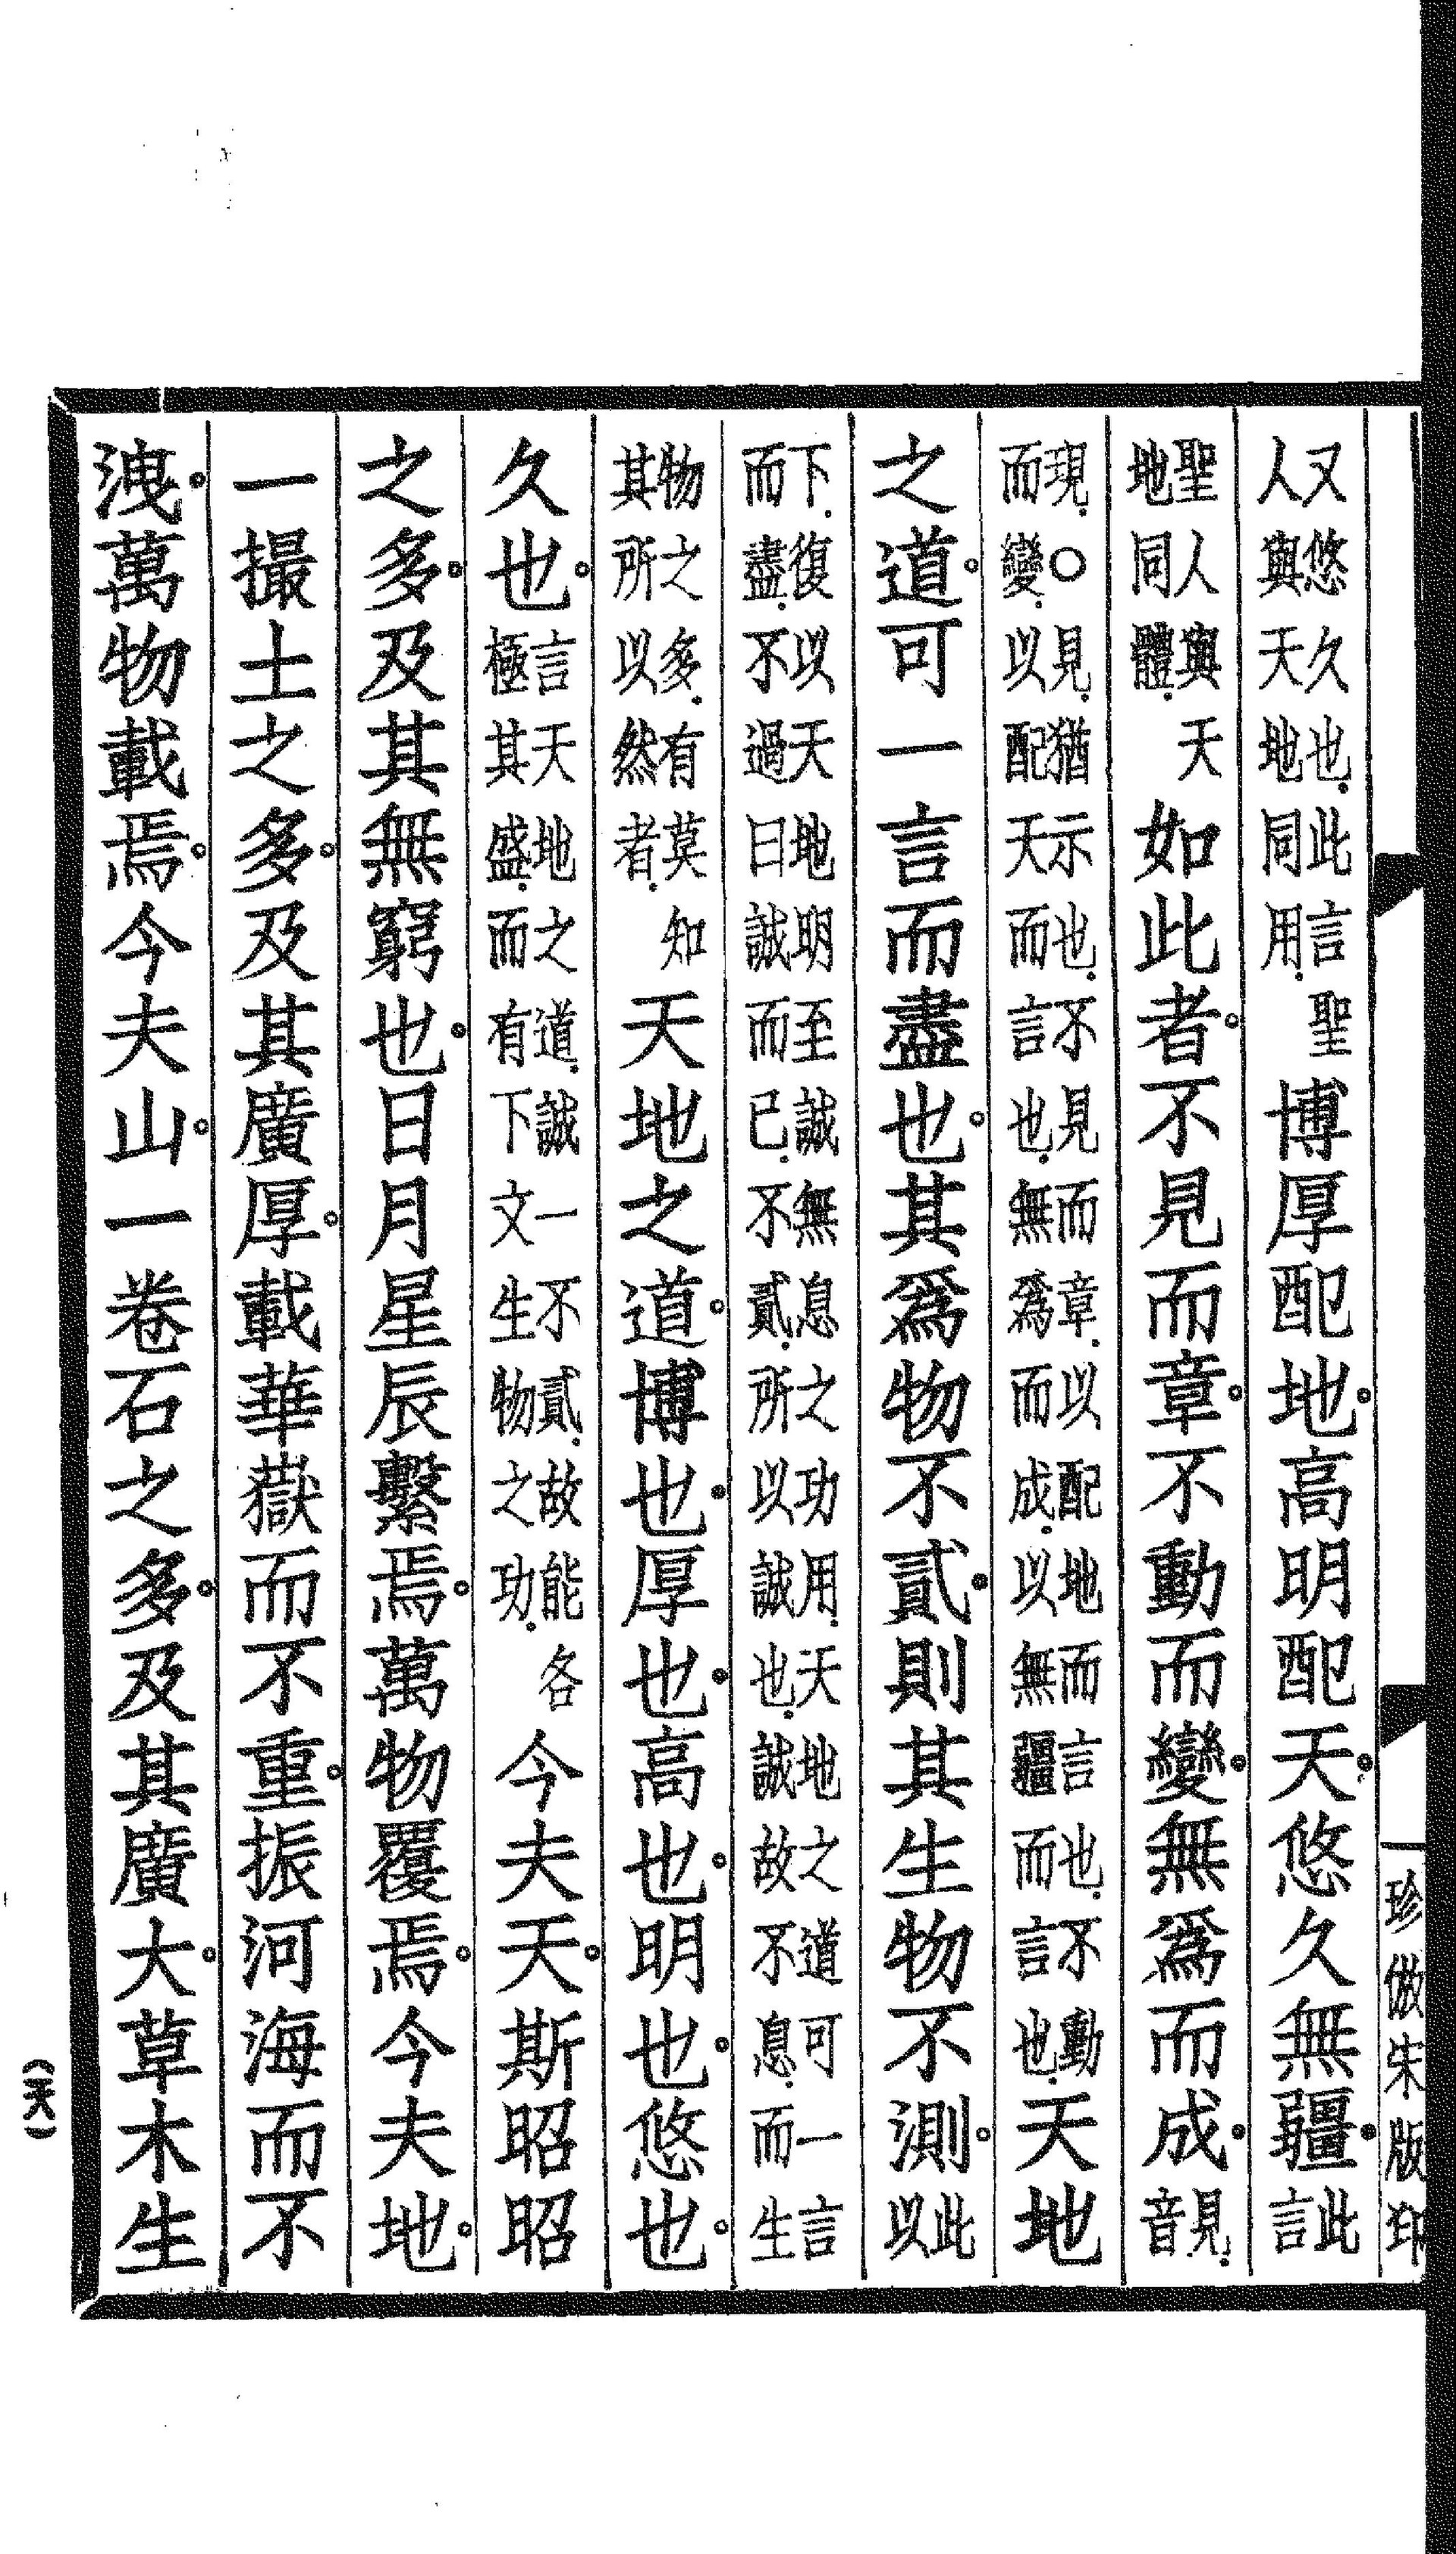 珍倣宋版印
又悠久也.此言聖人與天地同用.博厚配地。高明配天。悠久無疆。此言
聖人與天地同體.如此者。不見而章。不動而變。無爲而成。見.音
現.○見.猶示也.不見而章.以配地而言也.不動而變.以配天而言也.無爲而成.以無疆而言也.天地
之道。可一言而盡也。其爲物不貳。則其生物不測。此以
下.復以天地明至誠無息之功用.天地之道可一言而盡.不過曰誠而已.不貳.所以誠也.誠故不息.而生
物之多.有莫知其所以然者.天地之道。博也。厚也。高也。明也。悠也。
久也。言天地之道.誠一不貳.故能各極其盛.而有下文生物之功.今夫天。斯昭昭
之多。及其無窮也。日月星辰繫焉。萬物覆焉。今夫地。
一撮土之多。及其廣厚。載華嶽而不重。振河海而不
洩。萬物載焉。今夫山。一卷石之多。及其廣大。草木生
(天)